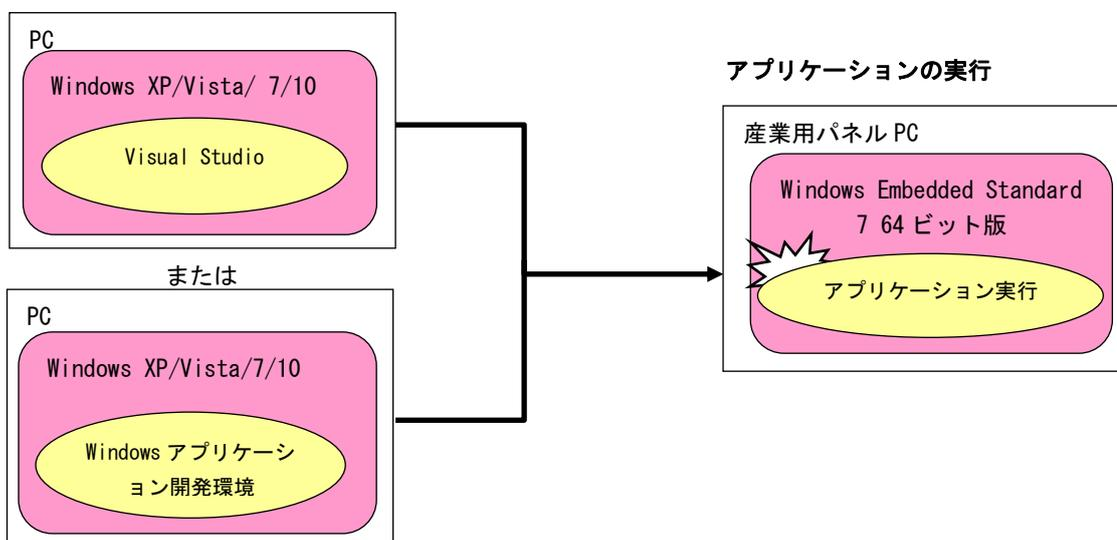 PC
Windows XP/Vista/ 7/10
Visual Studio
または
PC
Windows XP/Vista/7/10
Windows アプリケーシ
ョン開発環境
アプリケーションの実行
産業用パネル PC
Windows Embedded Standard
7 64 ビット版
アプリケーション実行